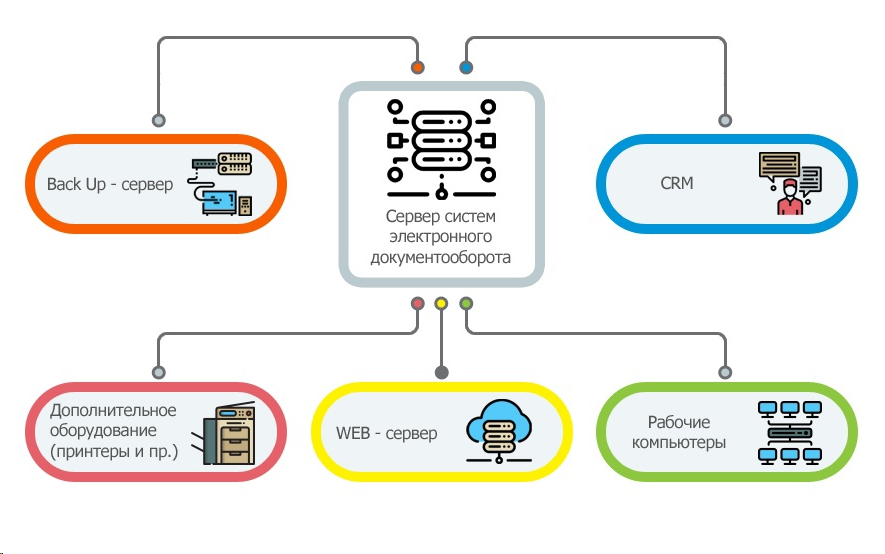 Сервер систем
электронного
документооборота
Back Up - сервер
CRM
Дополнительное
оборудование
(принтеры и пр.)
WEB - сервер
Рабочие
компьютеры